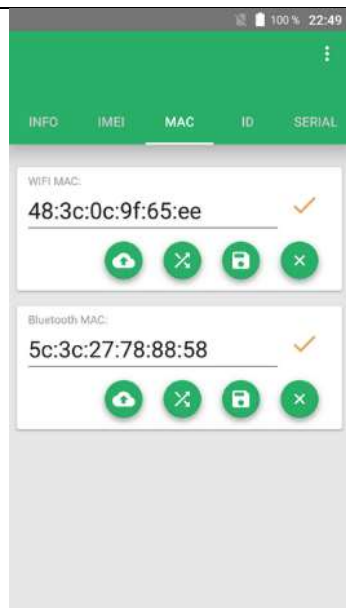 100 % 22:49
INFO IMEI MAC ID SERIAL
WIFI MAC:
48:3c:0c:9f:65:ee
Bluetooth MAC:
5c:3c:27:78:88:58